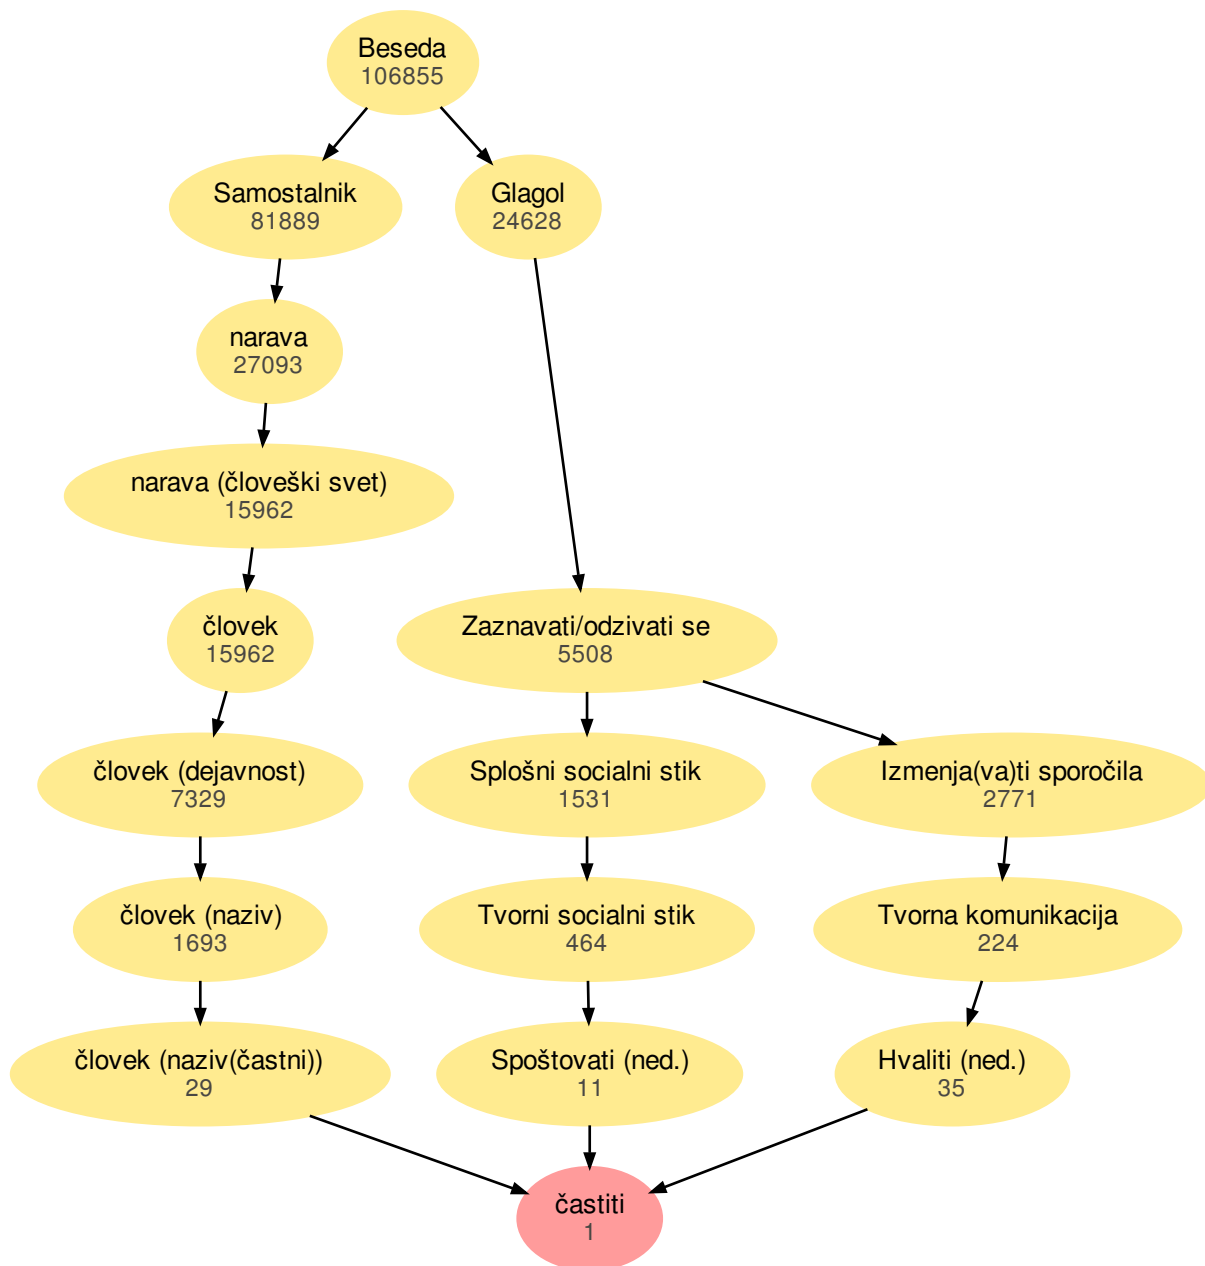 Beseda
106855
Samostalnik
81889
Glagol
24628
narava
27093
narava (človeški svet)
15962
človek
15962
Zaznavati/odzivati se
5508
človek (dejavnost)
7329
Splošni socialni stik
1531
Izmenja(va)ti sporočila
2771
človek (naziv)
1693
Tvorni socialni stik
464
Tvorna komunikacija
224
človek (naziv(častni))
29
Spoštovati (ned.)
11
Hvaliti (ned.)
35
častiti
1